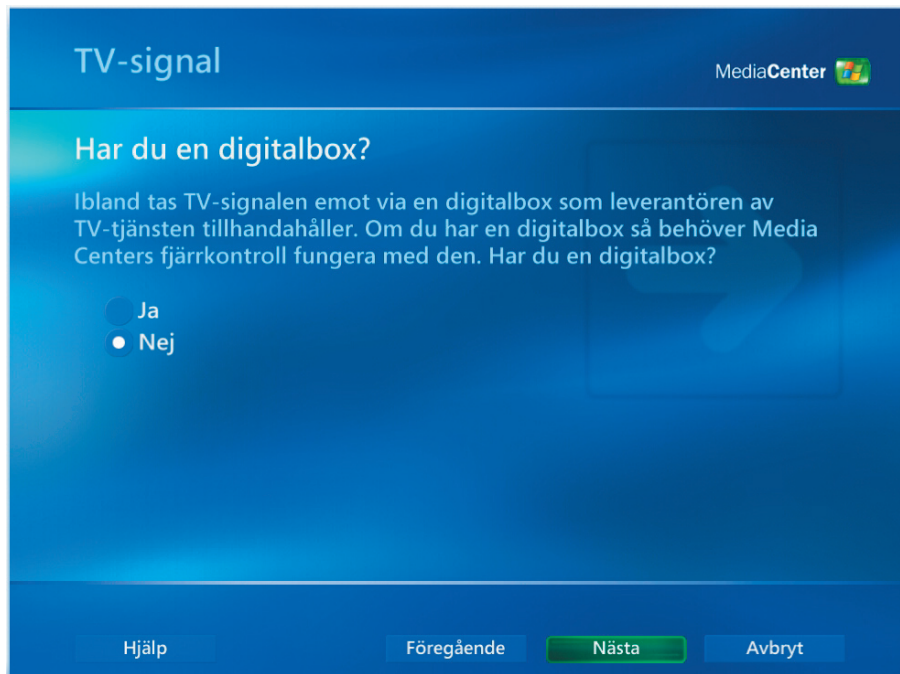 TV-signal
MediaCenter
Har du en digitalbox?
Ibland tas TV-signalen emot via en digitalbox som leverantören av
TV-tjänsten tillhandahåller. Om du har en digitalbox så behöver Media
Centers fjärrkontroll fungera med den. Har du en digitalbox?
Ja
Nej
Hjälp Föregående Nästa Avbryt